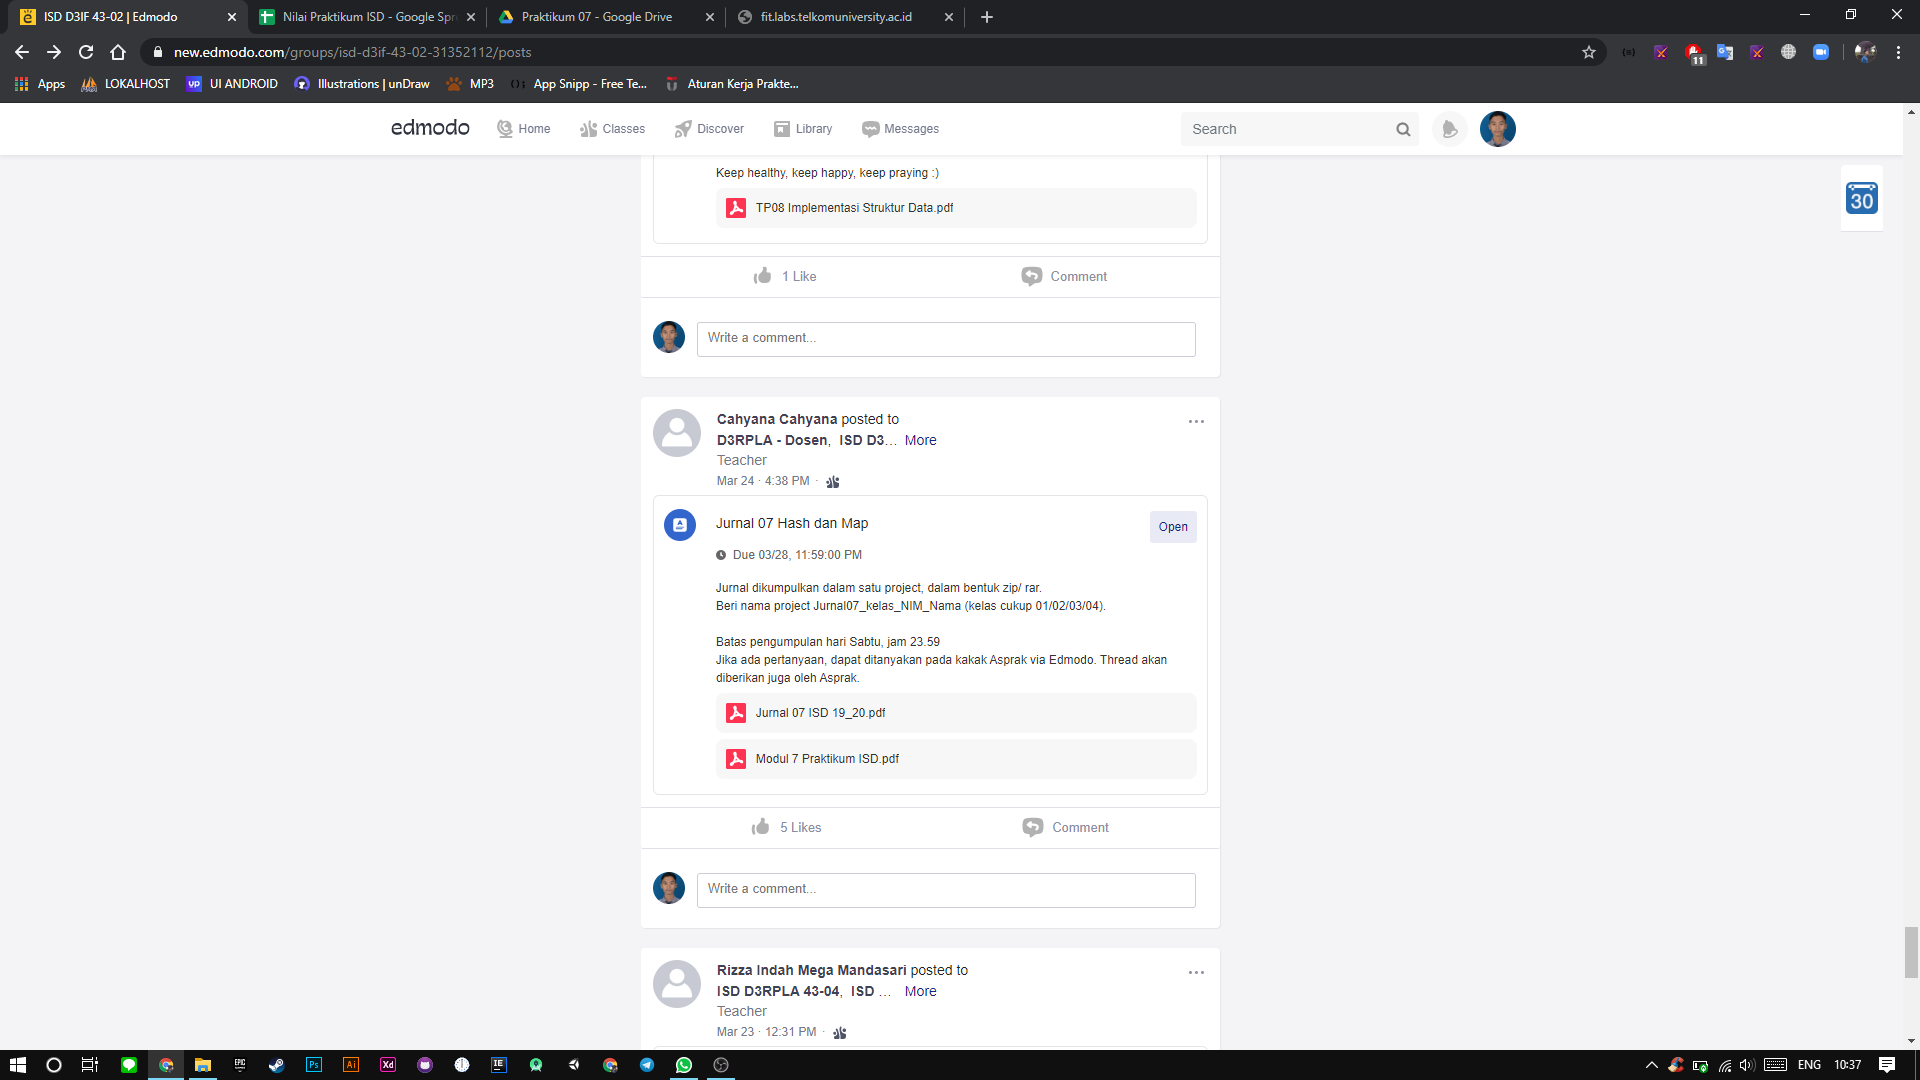 ISD D3IF 43-02 | Edmodo
Nilai Praktikum ISD - Google Spr
Praktikum 07 - Google Drive
fit.labs.telkomuniversity.ac.id
new.edmodo.com/groups/isd-d3if-43-02-31352112/posts
11
Apps
LOKALHOST
UP
UI ANDROID
Illustrations | unDraw
MP3
App Snipp - Free Te...
Aturan Kerja Prakte...
edmodo
Home
Classes
Discover
Library
Messages
Search
30
Keep healthy, keep happy, keep praying :)
TP08 Implementasi Struktur Data.pdf
1 Like
Comment
Write a comment...
Cahyana Cahyana posted to
D3RPLA - Dosen, ISD D3... More
Teacher
Mar 24 · 4:38 PM ·
Jurnal 07 Hash dan Map
Open
Due 03/28, 11:59:00 PM
Jurnal dikumpulkan dalam satu project, dalam bentuk zip/ rar.
Beri nama project Jurnal07_kelas_NIM_Nama (kelas cukup 01/02/03/04).
Batas pengumpulan hari Sabtu, jam 23.59
Jika ada pertanyaan, dapat ditanyakan pada kakak Asprak via Edmodo. Thread akan
diberikan juga oleh Asprak.
Jurnal 07 ISD 19_20.pdf
Modul 7 Praktikum ISD.pdf
5 Likes
Comment
Write a comment...
Rizza Indah Mega Mandasari posted to
ISD D3RPLA 43-04, ISD ... More
Teacher
Mar 23 · 12:31 PM ·
EPIC
Ps
Ai
Xd
IE
ENG
10:37